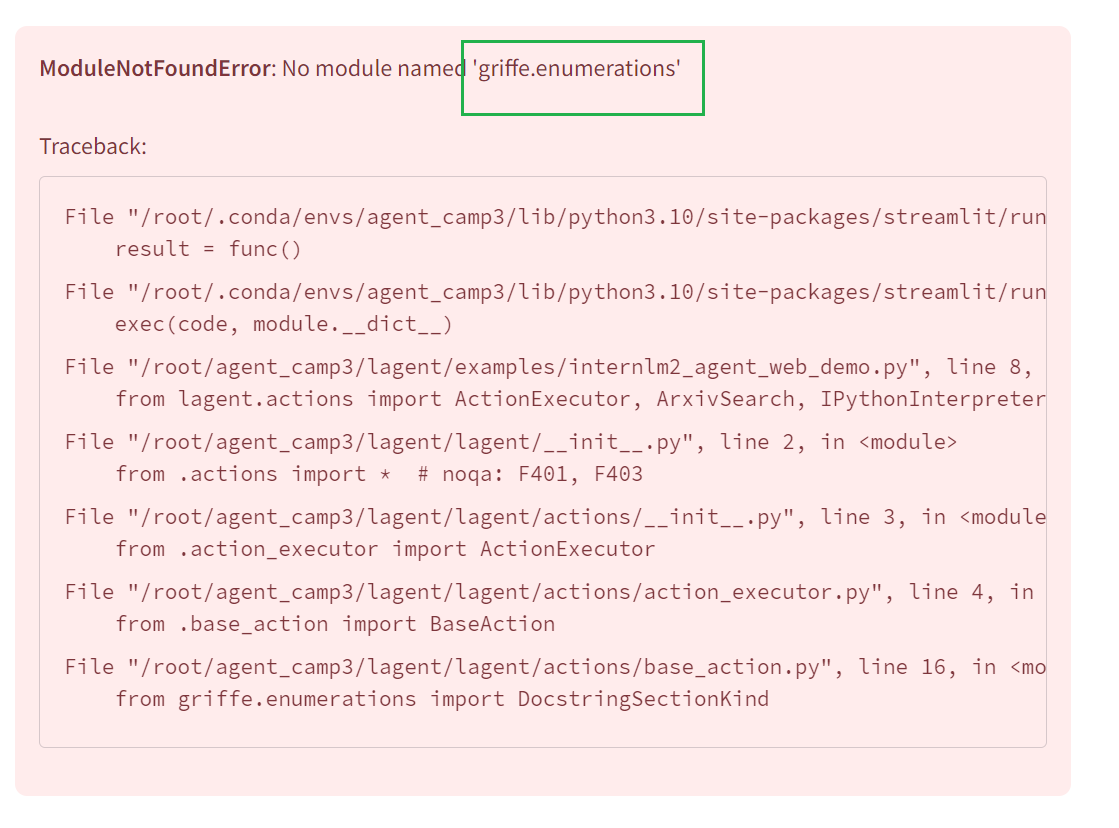 ModuleNotFoundError: No module named 'griffe.enumerations'
Traceback:
File "/root/.conda/envs/agent_camp3/lib/python3.10/site-packages/streamlit/run
result = func()
File "/root/.conda/envs/agent_camp3/lib/python3.10/site-packages/streamlit/run
exec(code, module.__dict__)
File "/root/agent_camp3/lagent/examples/internlm2_agent_web_demo.py", line 8,
from lagent.actions import ActionExecutor, ArxivSearch, IPythonInterpreter
File "/root/agent_camp3/lagent/lagent/__init__.py", line 2, in <module>
from .actions import *  # noqa: F401, F403
File "/root/agent_camp3/lagent/lagent/actions/__init__.py", line 3, in <module
from .action_executor import ActionExecutor
File "/root/agent_camp3/lagent/lagent/actions/action_executor.py", line 4, in
from .base_action import BaseAction
File "/root/agent_camp3/lagent/lagent/actions/base_action.py", line 16, in <mo
from griffe.enumerations import DocstringSectionKind